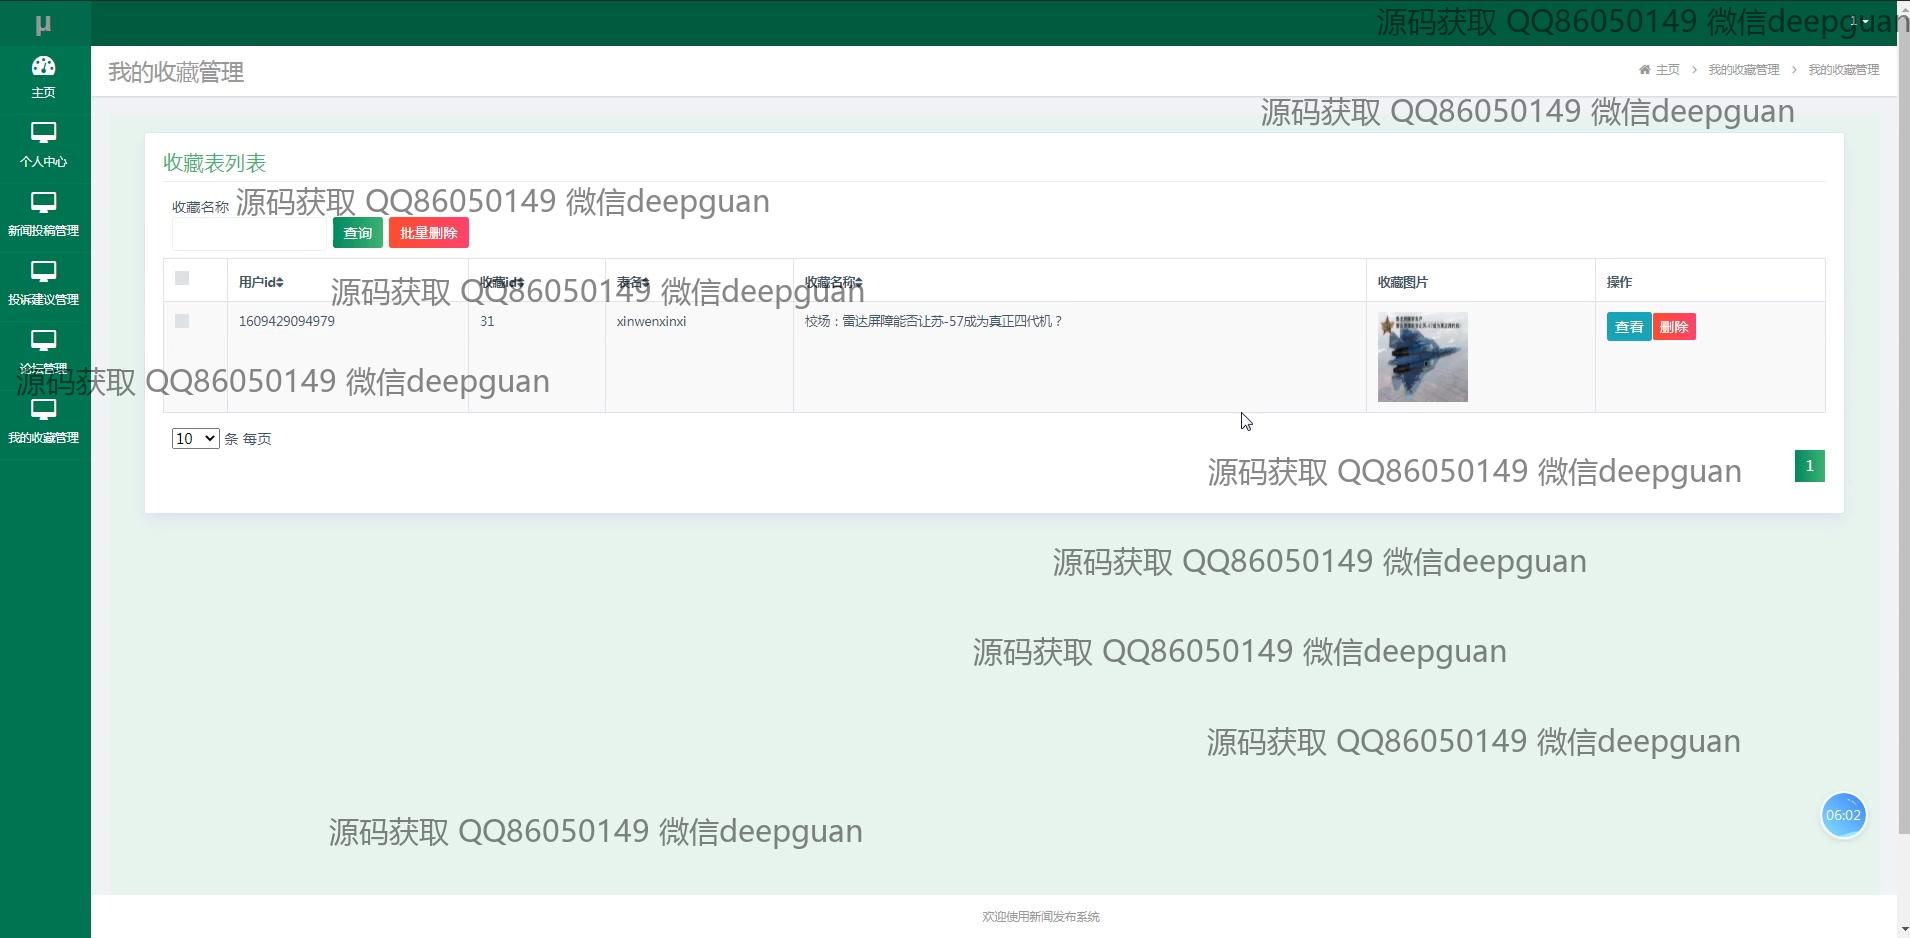 μ
源码获取 QQ86050149 微信deepguan
1
主页
我的收藏管理
主页 > 我的收藏管理 > 我的收藏管理
个人中心
新闻投稿管理
投诉建议管理
论坛管理
我的收藏管理
源码获取 QQ86050149 微信deepguan
收藏表列表
收藏名称
源码获取 QQ86050149 微信deepguan
查询 批量删除
用户id 收藏id 表名 收藏名称 收藏图片 操作
源码获取 QQ86050149 微信deepguan
1609429094979 31 xinwenxinxi 校场：雷达屏障能否让苏-57成为真正四代机？ 查看 删除
源码获取 QQ86050149 微信deepguan
10 条 每页
源码获取 QQ86050149 微信deepguan
1
源码获取 QQ86050149 微信deepguan
源码获取 QQ86050149 微信deepguan
源码获取 QQ86050149 微信deepguan
06:02
源码获取 QQ86050149 微信deepguan
欢迎使用新闻发布系统